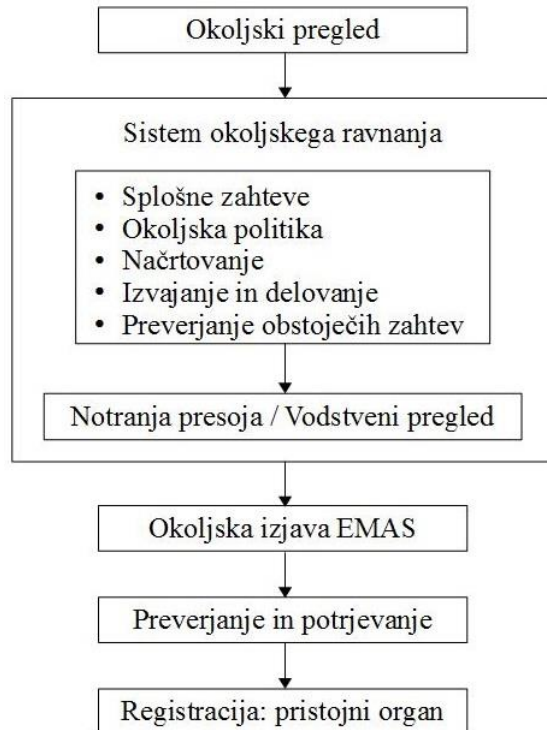 Okoljski pregled
Sistem okoljskega ravnanja
• Splošne zahteve
• Okoljska politika
• Načrtovanje
• Izvajanje in delovanje
• Preverjanje obstoječih zahtev
Notranja presoja / Vodstveni pregled
Okoljska izjava EMAS
Preverjanje in potrjevanje
Registracija: pristojni organ